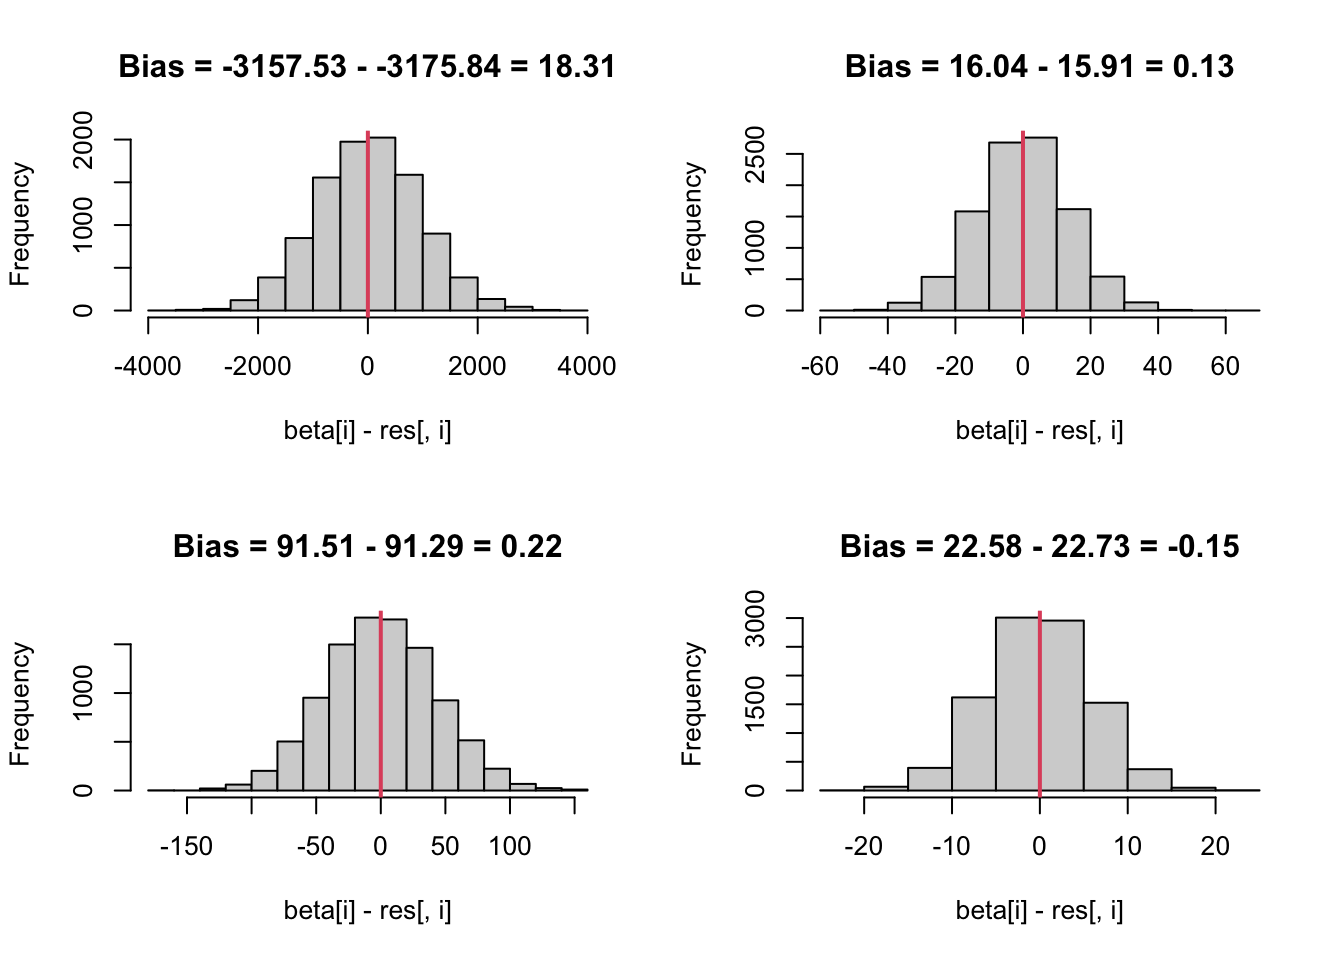 Bias = -3157.53 - -3175.84 = 18.31
Frequency
0 1000 2000
-4000 -2000 0 2000 4000
beta[i] - res[, i]
Bias = 16.04 - 15.91 = 0.13
Frequency
0 1000 2500
-60 -40 -20 0 20 40 60
beta[i] - res[, i]
Bias = 91.51 - 91.29 = 0.22
Frequency
0 1000
-150 -50 0 50 100
beta[i] - res[, i]
Bias = 22.58 - 22.73 = -0.15
Frequency
0 1500 3000
-20 -10 0 10 20
beta[i] - res[, i]